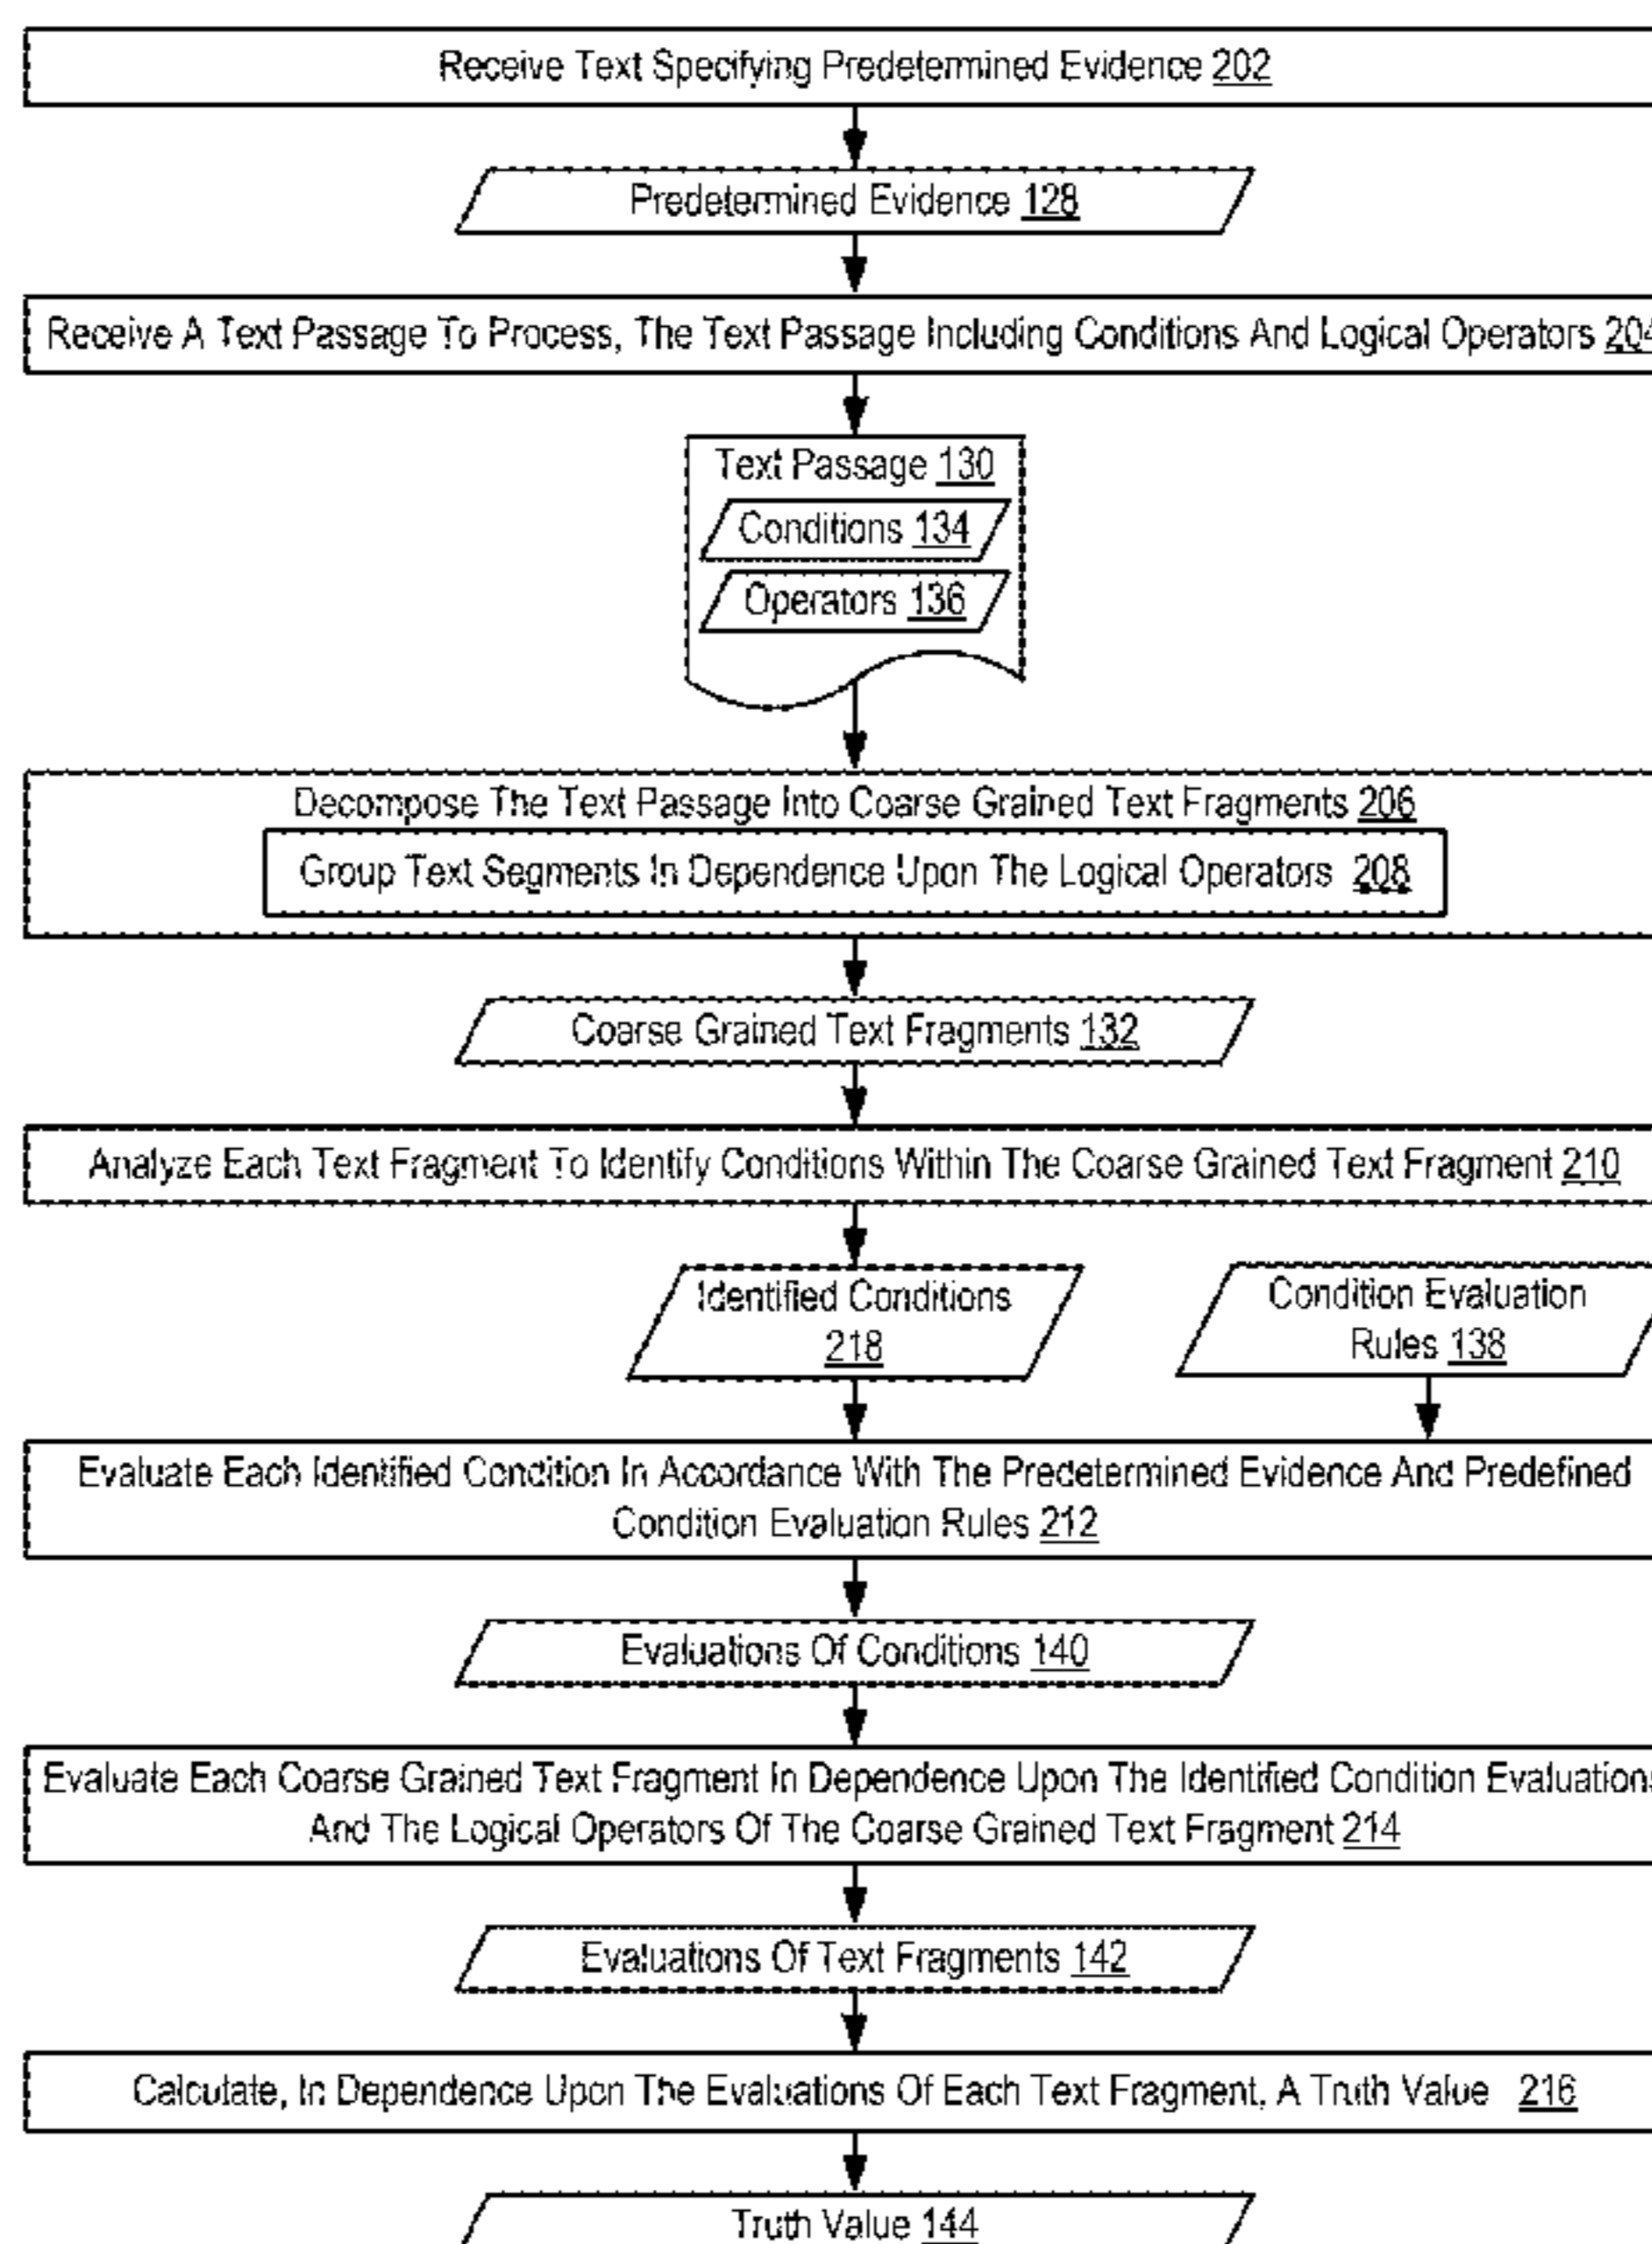 Receive Text Specifying Predetermined Evidence 202
Predetermined Evidence 128
Receive A Text Passage To Process, The Text Passage Including Conditions And Logical Operators 204
Text Passage 130
Conditions 134
Operators 136
Decompose The Text Passage Into Coarse Grained Text Fragments 206
Group Text Segments In Dependence Upon The Logical Operators 208
Coarse Grained Text Fragments 132
Analyze Each Text Fragment To Identify Conditions Within The Coarse Grained Text Fragment 210
Identified Conditions
218
Condition Evaluation
Rules 138
Evaluate Each Identified Condition In Accordance With The Predetermined Evidence And Predefined
Condition Evaluation Rules 212
Evaluations Of Conditions 140
Evaluate Each Coarse Grained Text Fragment In Dependence Upon The Identified Condition Evaluations
And The Logical Operators Of The Coarse Grained Text Fragment 214
Evaluations Of Text Fragments 142
Calculate, In Dependence Upon The Evaluations Of Each Text Fragment, A Truth Value 216
Truth Value 144